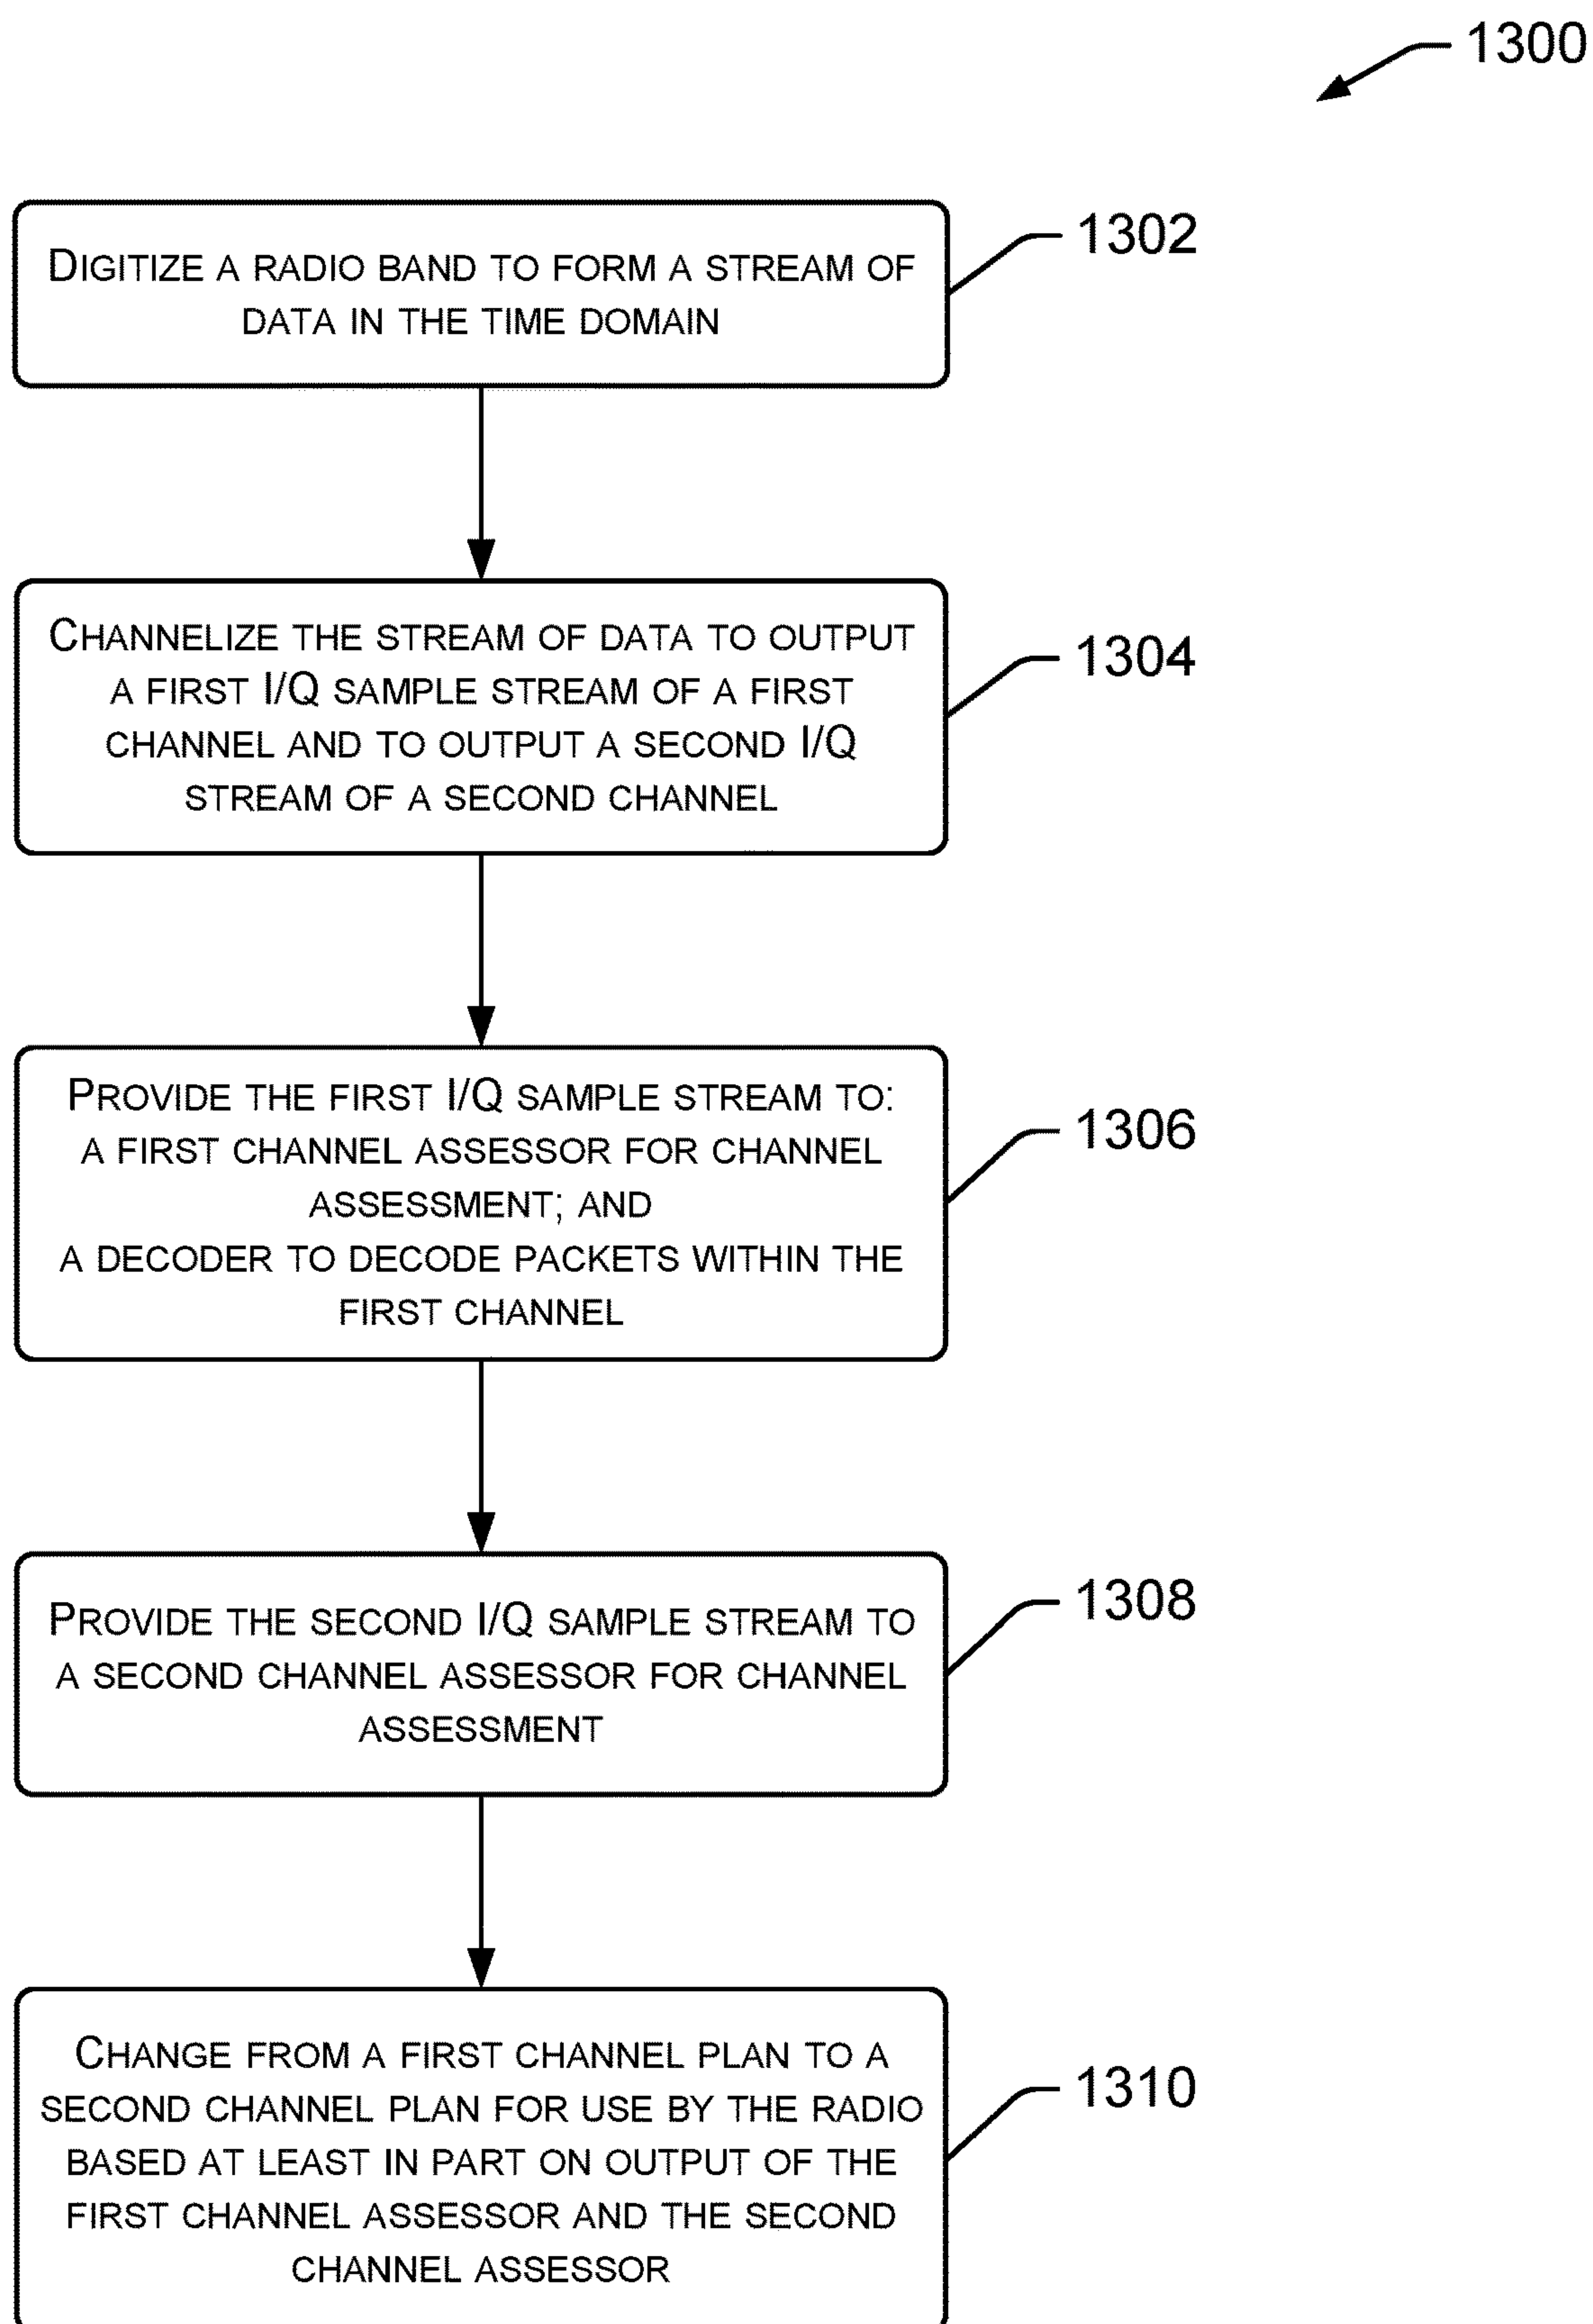 1300
1302
DIGITIZE A RADIO BAND TO FORM A STREAM OF
DATA IN THE TIME DOMAIN
1304
CHANNELIZE THE STREAM OF DATA TO OUTPUT
A FIRST I/Q SAMPLE STREAM OF A FIRST
CHANNEL AND TO OUTPUT A SECOND I/Q
STREAM OF A SECOND CHANNEL
1306
PROVIDE THE FIRST I/Q SAMPLE STREAM TO:
A FIRST CHANNEL ASSESSOR FOR CHANNEL
ASSESSMENT; AND
A DECODER TO DECODE PACKETS WITHIN THE
FIRST CHANNEL
1308
PROVIDE THE SECOND I/Q SAMPLE STREAM TO
A SECOND CHANNEL ASSESSOR FOR CHANNEL
ASSESSMENT
1310
CHANGE FROM A FIRST CHANNEL PLAN TO A
SECOND CHANNEL PLAN FOR USE BY THE RADIO
BASED AT LEAST IN PART ON OUTPUT OF THE
FIRST CHANNEL ASSESSOR AND THE SECOND
CHANNEL ASSESSOR